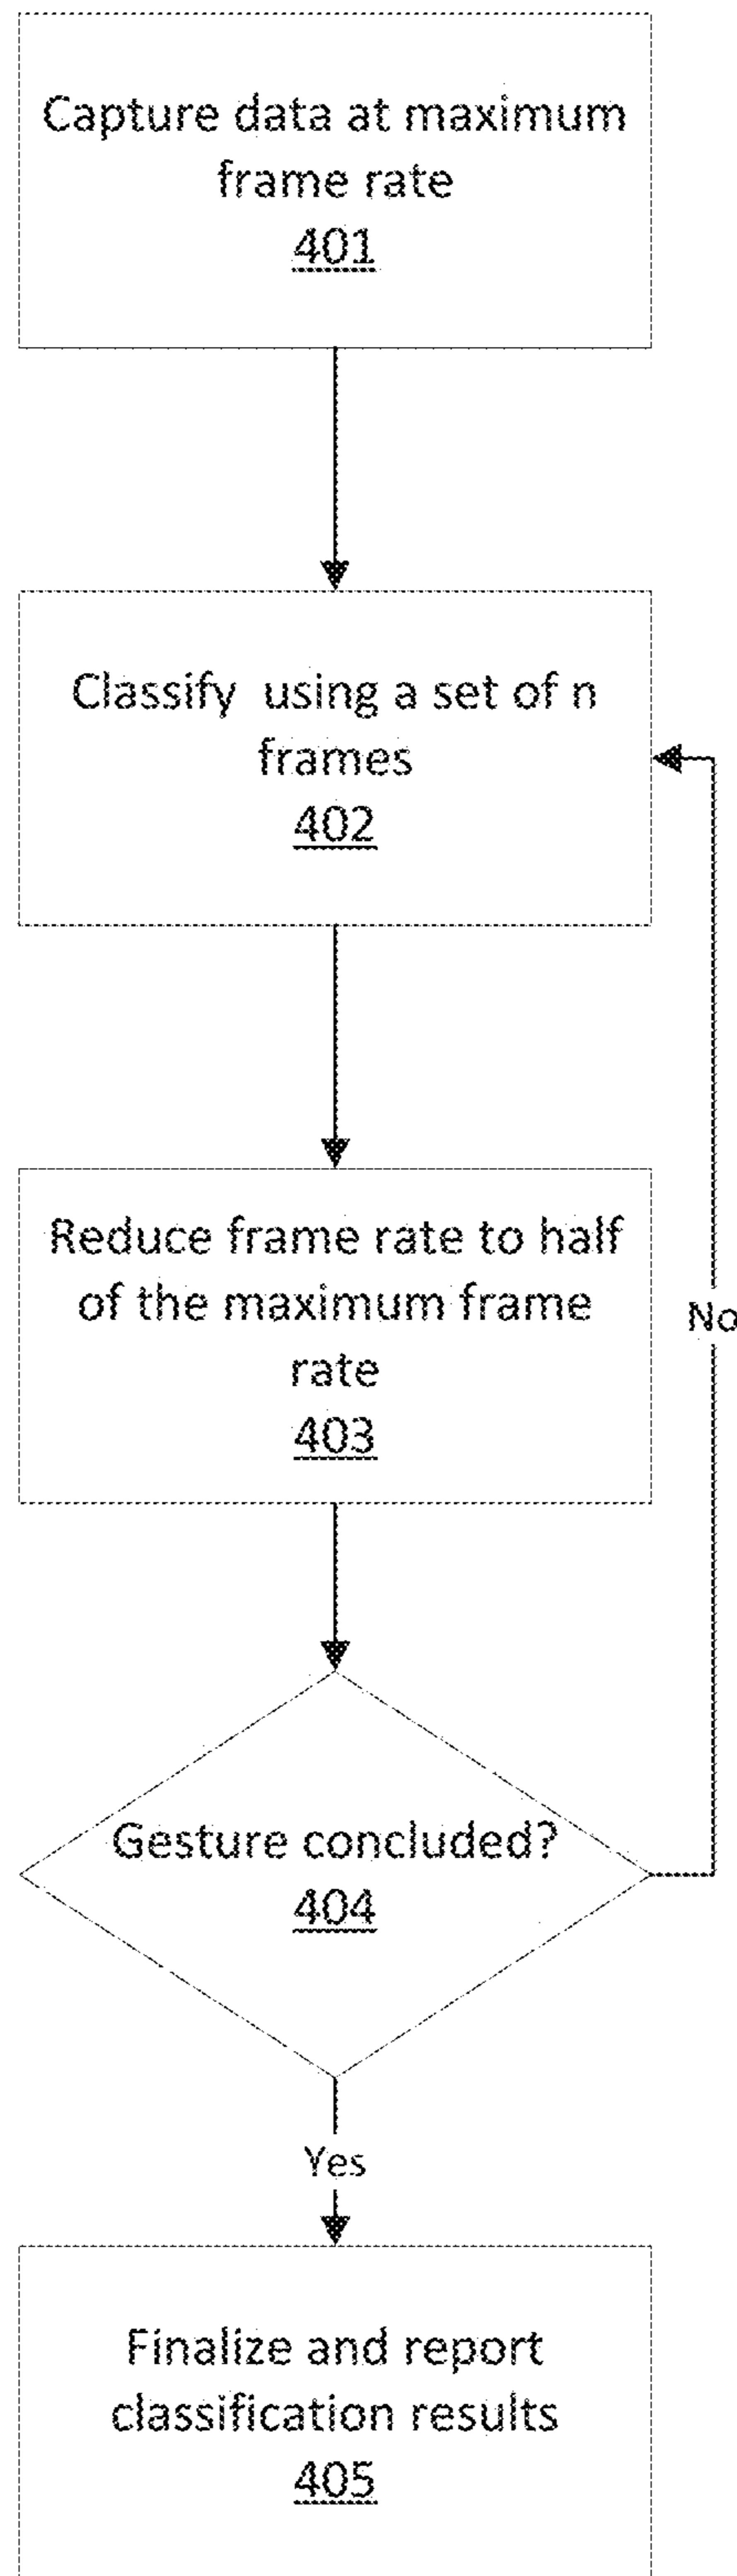 Capture data at maximum
frame rate
401
Classify using a set of n
frames
402
Reduce frame rate to half
of the maximum frame
rate
403
No
Gesture concluded?
404
Yes
Finalize and report
classification results
405